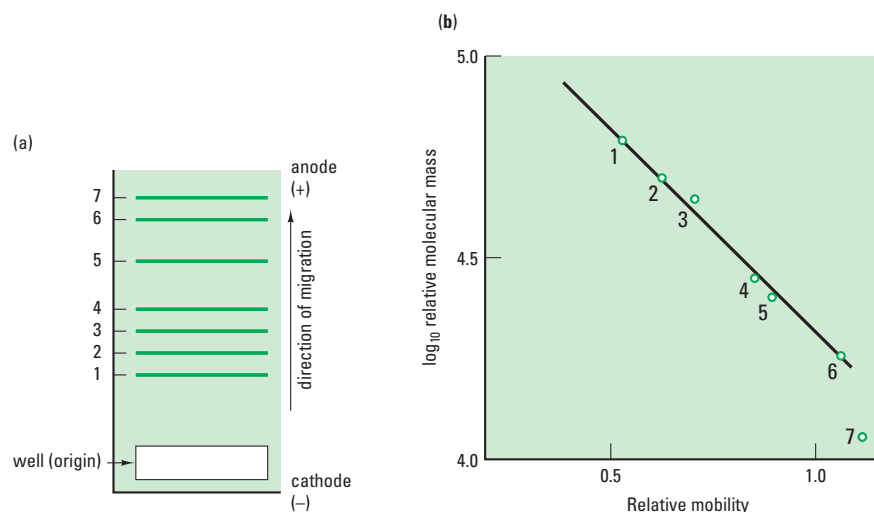 (a)
anode
(+)
7
6
5
4
3
2
1
direction of migration
well (origin)
cathode
(–)
(b)
5.0
4.5
4.0
log₁₀ relative molecular mass
1
2
3
4
5
6
7
0.5
1.0
Relative mobility